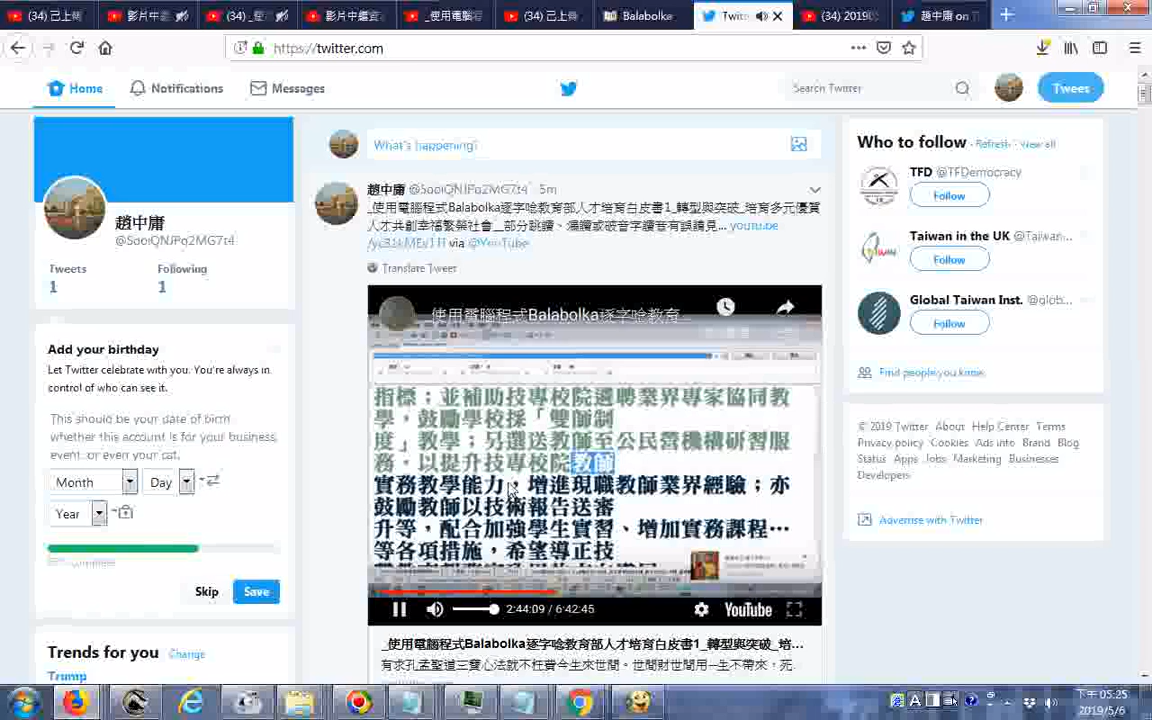 (34) 己上
影片中
(34)
影片中
使用電腦
(34) 己上
Balabolka
Twitt
(34) 2019
趙中庸 on T
https://twitter.com
Home
Notifications
Messages
Search Twitter
Tweets
趙中庸
Tweets
1
Following
1
Add your birthday
Let Twitter celebrate with you. You're always in
control of who can see it.
This should be your date of birth
whether this account is for your business,
event, or even your cat.
Month
Day
Year
Skip
Save
Trends for you
Change
Trump
What's happening?
趙中庸
5m
_使用電腦程式Balabolka逐字唸教育部人才培育白皮書1_轉型與突破_培育多元優質
人才共創幸福繁榮社會__部分跳讀、漏讀或破音字讀音有誤請見... youtube
via @YouTube
Translate Tweet
_使用電腦程式Balabolka逐字唸教育...
指標；並補助技專校院遴聘業界專家協同教
學，鼓勵學校採「雙師制
度」教學；另選送教師至公民營機構研習服
務，以提升技專校院教師
實務教學能力，增進現職教師業界經驗；亦
鼓勵教師以技術報告送審
升等，配合加強學生實習、增加實務課程…
等各項措施，希望導正技
2:44:09 / 6:42:45
YouTube
_使用電腦程式Balabolka逐字唸教育部人才培育白皮書1_轉型與突破_培...
有求孔孟聖道三寶心法就不枉費今生來世間。世間財世間用一生不帶來，死...
Who to follow
· Refresh · View all
TFD @TFDemocracy
Follow
Taiwan in the UK @Taiwan...
Follow
Global Taiwan Inst. @glob...
Follow
Find people you know
© 2019 Twitter About Help Center Terms
Privacy policy Cookies Ads info Brand Blog
Status Apps Jobs Marketing Businesses
Developers
Advertise with Twitter
下午 05:25
2019/5/6